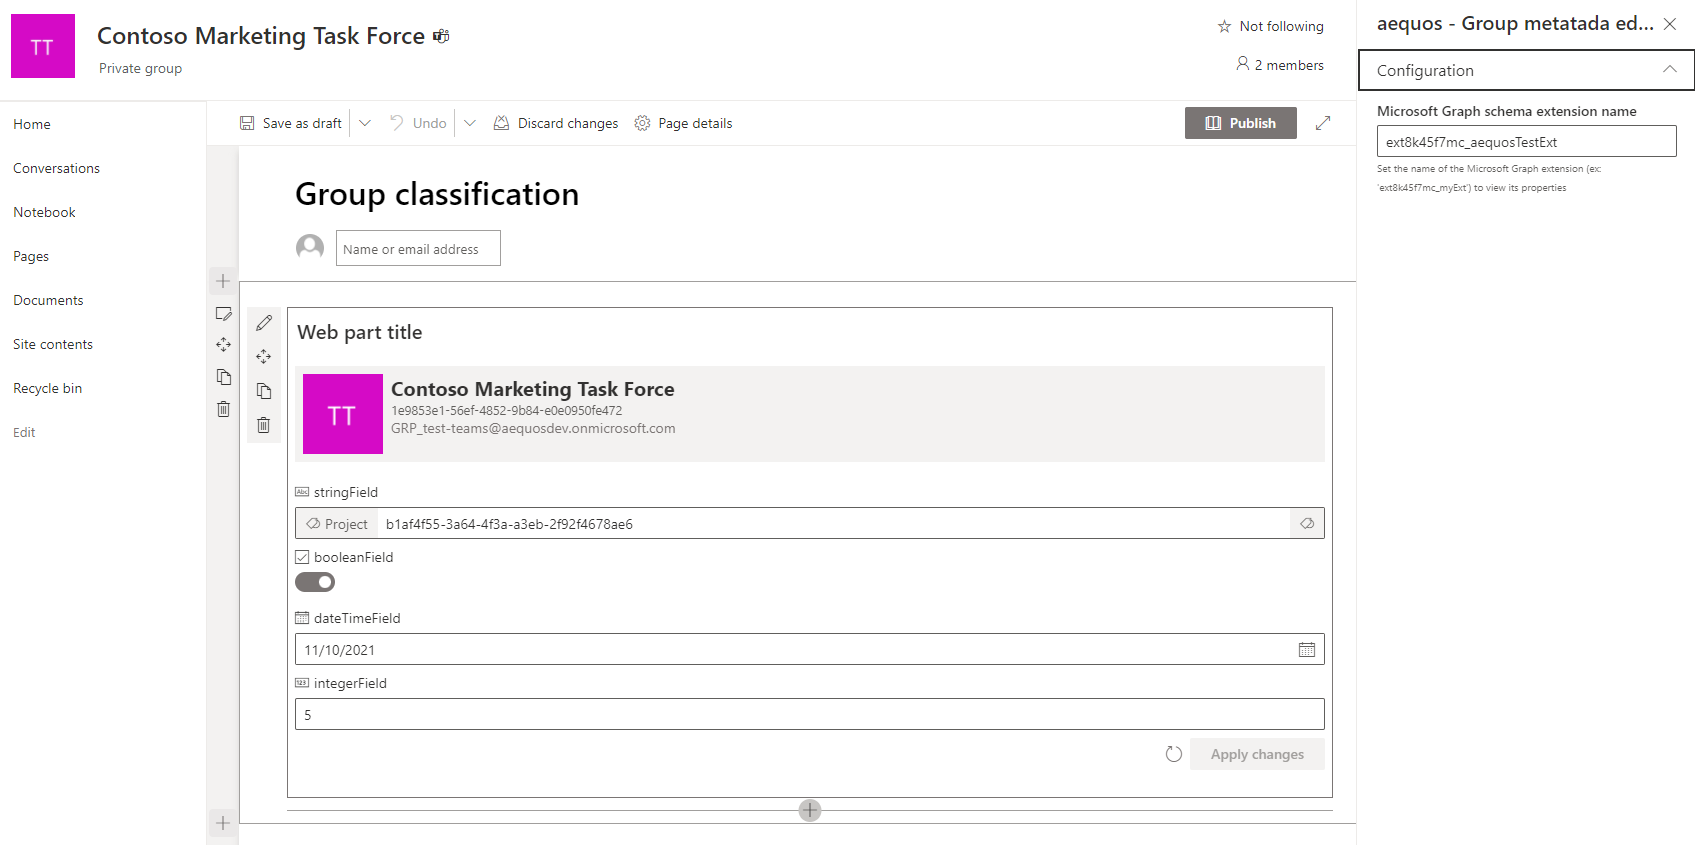 TT
Contoso Marketing Task Force
Private group
Not following
2 members
Home
Conversations
Notebook
Pages
Documents
Site contents
Recycle bin
Edit
Save as draft
Undo
Discard changes
Page details
Publish
Group classification
Name or email address
Web part title
TT
Contoso Marketing Task Force
1e9853e1-56ef-4852-9b84-e0e0950fe472
GRP_test-teams@aequosdev.onmicrosoft.com
Abc stringField
Project b1af4f55-3a64-4f3a-a3eb-2f92f4678ae6
booleanField
dateTimeField
11/10/2021
123 integerField
5
Apply changes
aequos - Group metatada ed...
Configuration
Microsoft Graph schema extension name
ext8k45f7mc_aequosTestExt
Set the name of the Microsoft Graph extension (ex:
'ext8k45f7mc_myExt') to view its properties